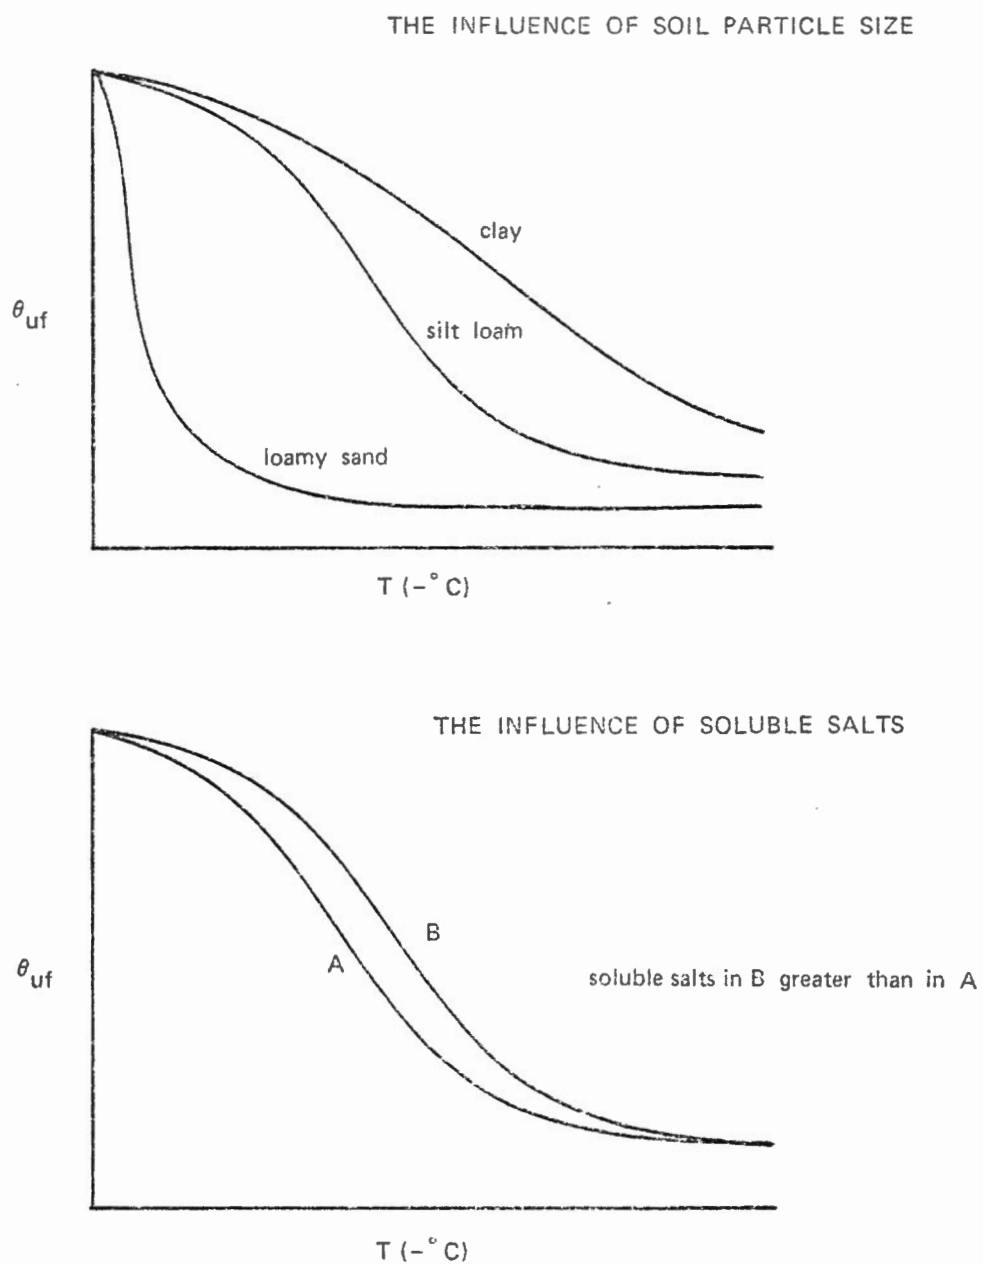 THE INFLUENCE OF SOIL PARTICLE SIZE
clay
θuf
silt loam
loamy sand
T (-°C)
THE INFLUENCE OF SOLUBLE SALTS
B
A
θuf
soluble salts in B greater than in A
T (-°C)